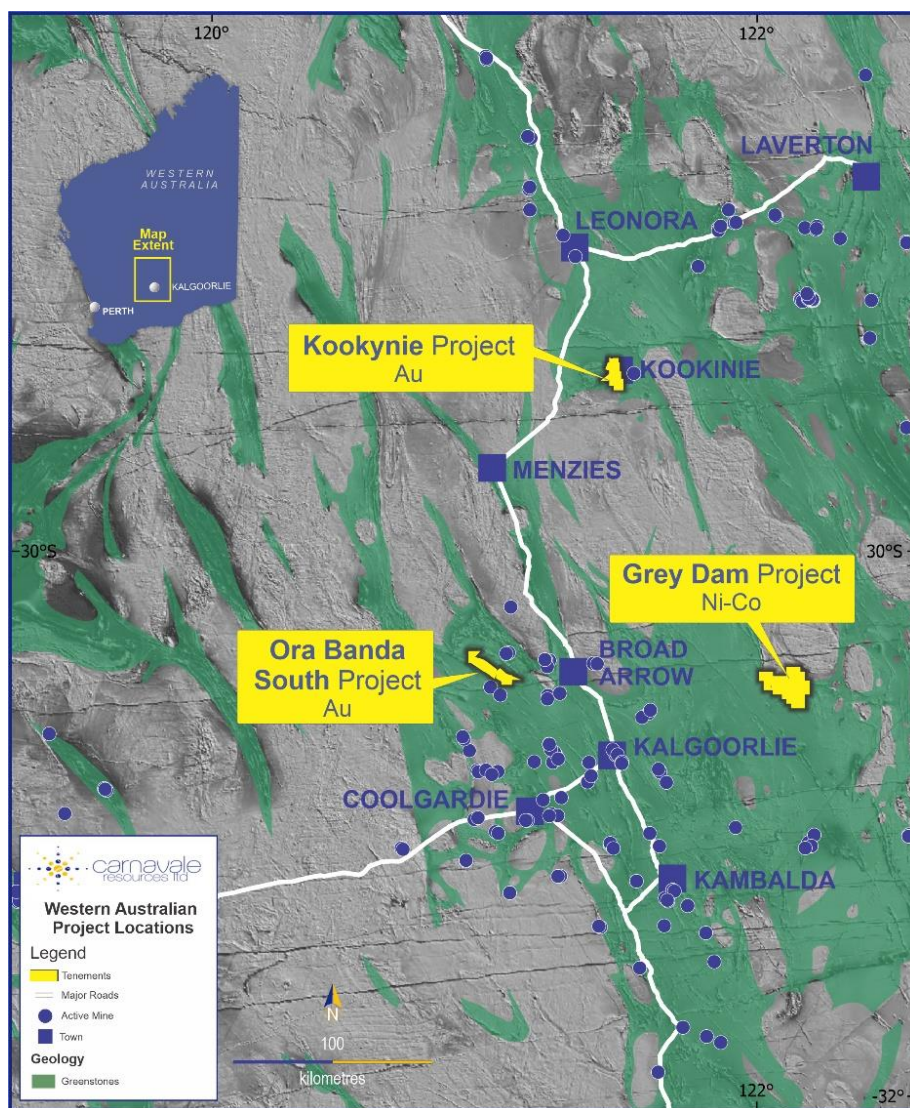 120°
122°
WESTERN
AUSTRALIA
Map
Extent
KALGOORLIE
PERTH
LAVERTON
LEONORA
Kookynie Project
Au
KOOKINIE
MENZIES
-30°S
30°S
Grey Dam Project
Ni-Co
Ora Banda
South Project
Au
BROAD
ARROW
KALGOORLIE
COOLGARDIE
KAMBALDA
carnavale
resources ltd
Western Australian
Project Locations
Legend
Tenements
Major Roads
Active Mine
Town
Geology
Greenstones
N
100
kilometres
122°
-32°